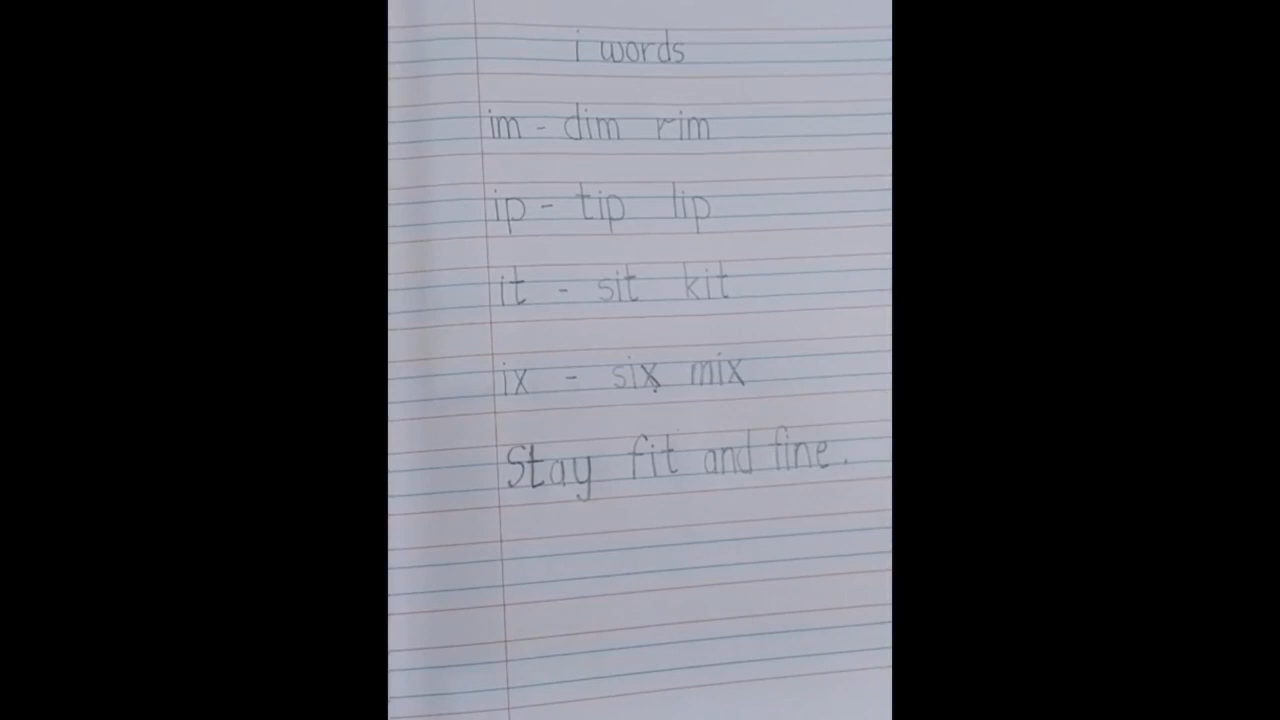 i words
im - dim rim
ip - tip lip
it - sit kit
ix - six mix
Stay fit and fine.